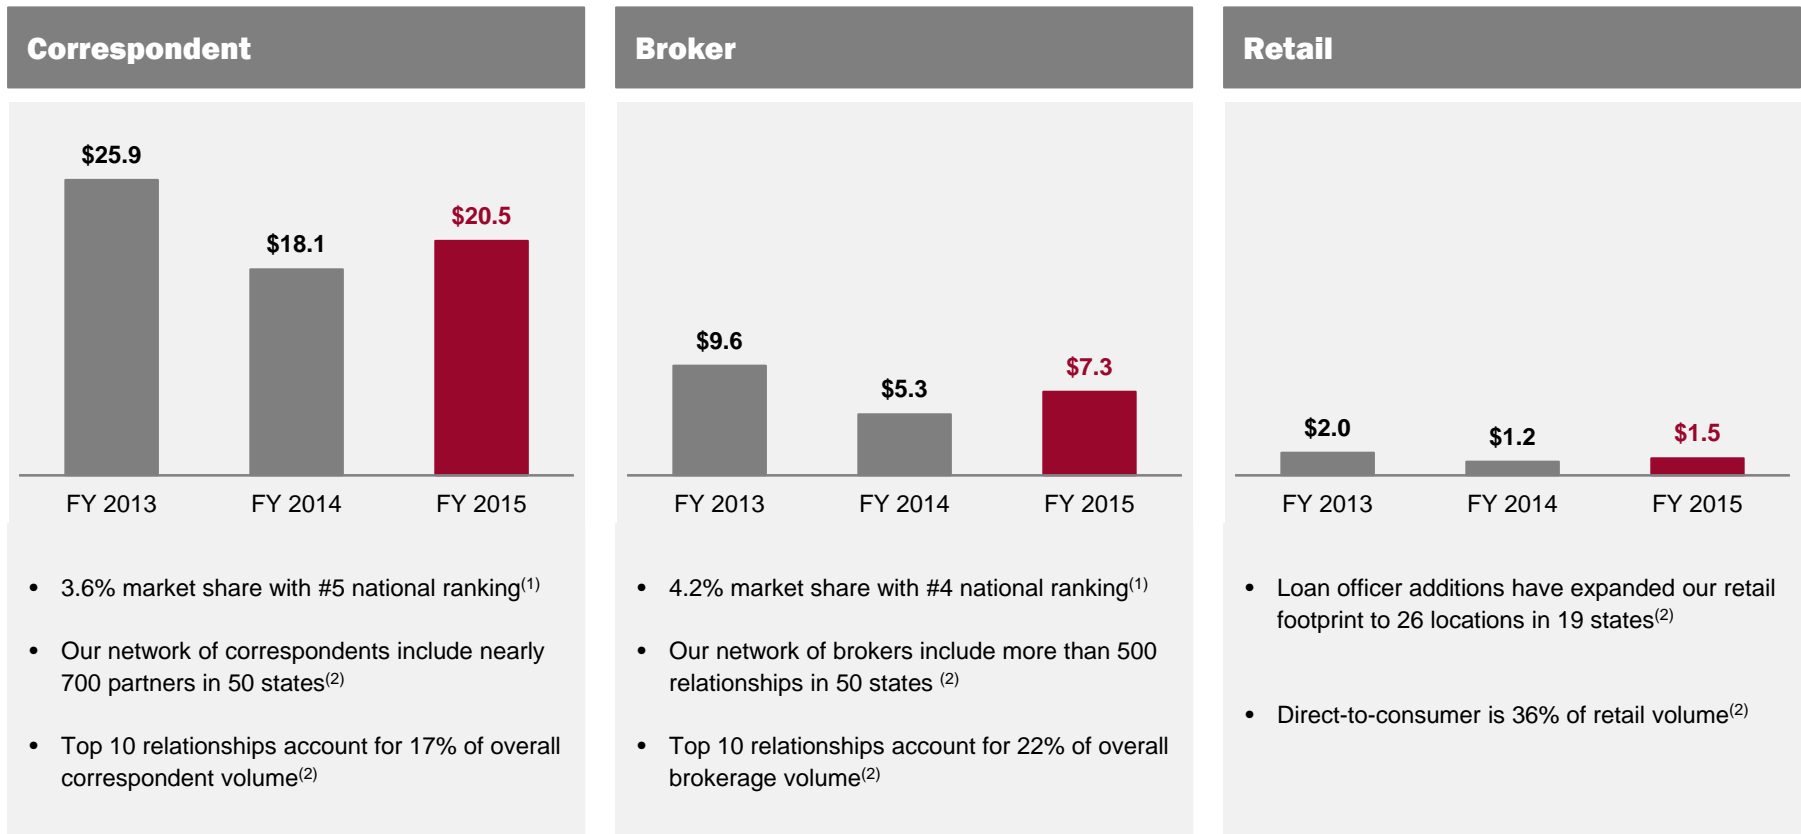 Correspondent
$25.9
$18.1
$20.5
FY 2013
FY 2014
FY 2015
• 3.6% market share with #5 national ranking(1)
• Our network of correspondents include nearly
700 partners in 50 states(2)
• Top 10 relationships account for 17% of overall
correspondent volume(2)
Broker
$9.6
$5.3
$7.3
FY 2013
FY 2014
FY 2015
• 4.2% market share with #4 national ranking(1)
• Our network of brokers include more than 500
relationships in 50 states (2)
• Top 10 relationships account for 22% of overall
brokerage volume(2)
Retail
$2.0
$1.2
$1.5
FY 2013
FY 2014
FY 2015
• Loan officer additions have expanded our retail
footprint to 26 locations in 19 states(2)
• Direct-to-consumer is 36% of retail volume(2)